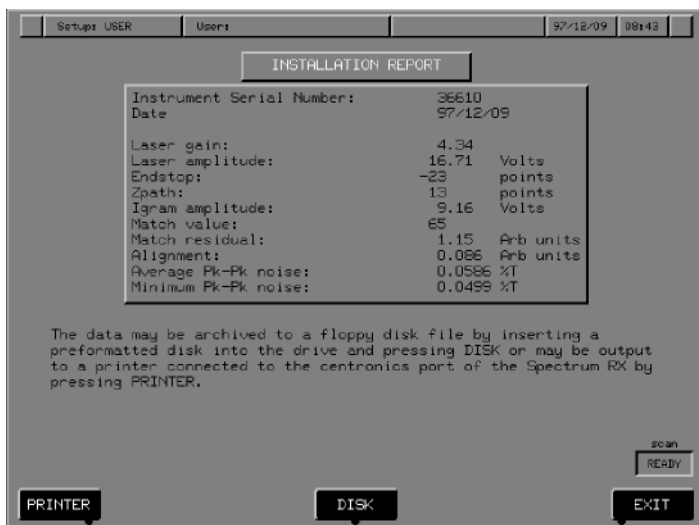 Setup: USER User: 97/12/09 08:43
INSTALLATION REPORT
Instrument Serial Number: 36610
Date 97/12/09
Laser gain: 4.34
Laser amplitude: 16.71 Volts
Endstop: -23 points
Zpath: 13 points
Igram amplitude: 9.16 Volts
Match value: 65
Match residual: 1.15 Arb units
Alignment: 0.086 Arb units
Average Pk-Pk noise: 0.0586 %T
Minimum Pk-Pk noise: 0.0499 %T
The data may be archived to a floppy disk file by inserting a
preformatted disk into the drive and pressing DISK or may be output
to a printer connected to the centronics port of the Spectrum RX by
pressing PRINTER.
scan
READY
PRINTER DISK EXIT